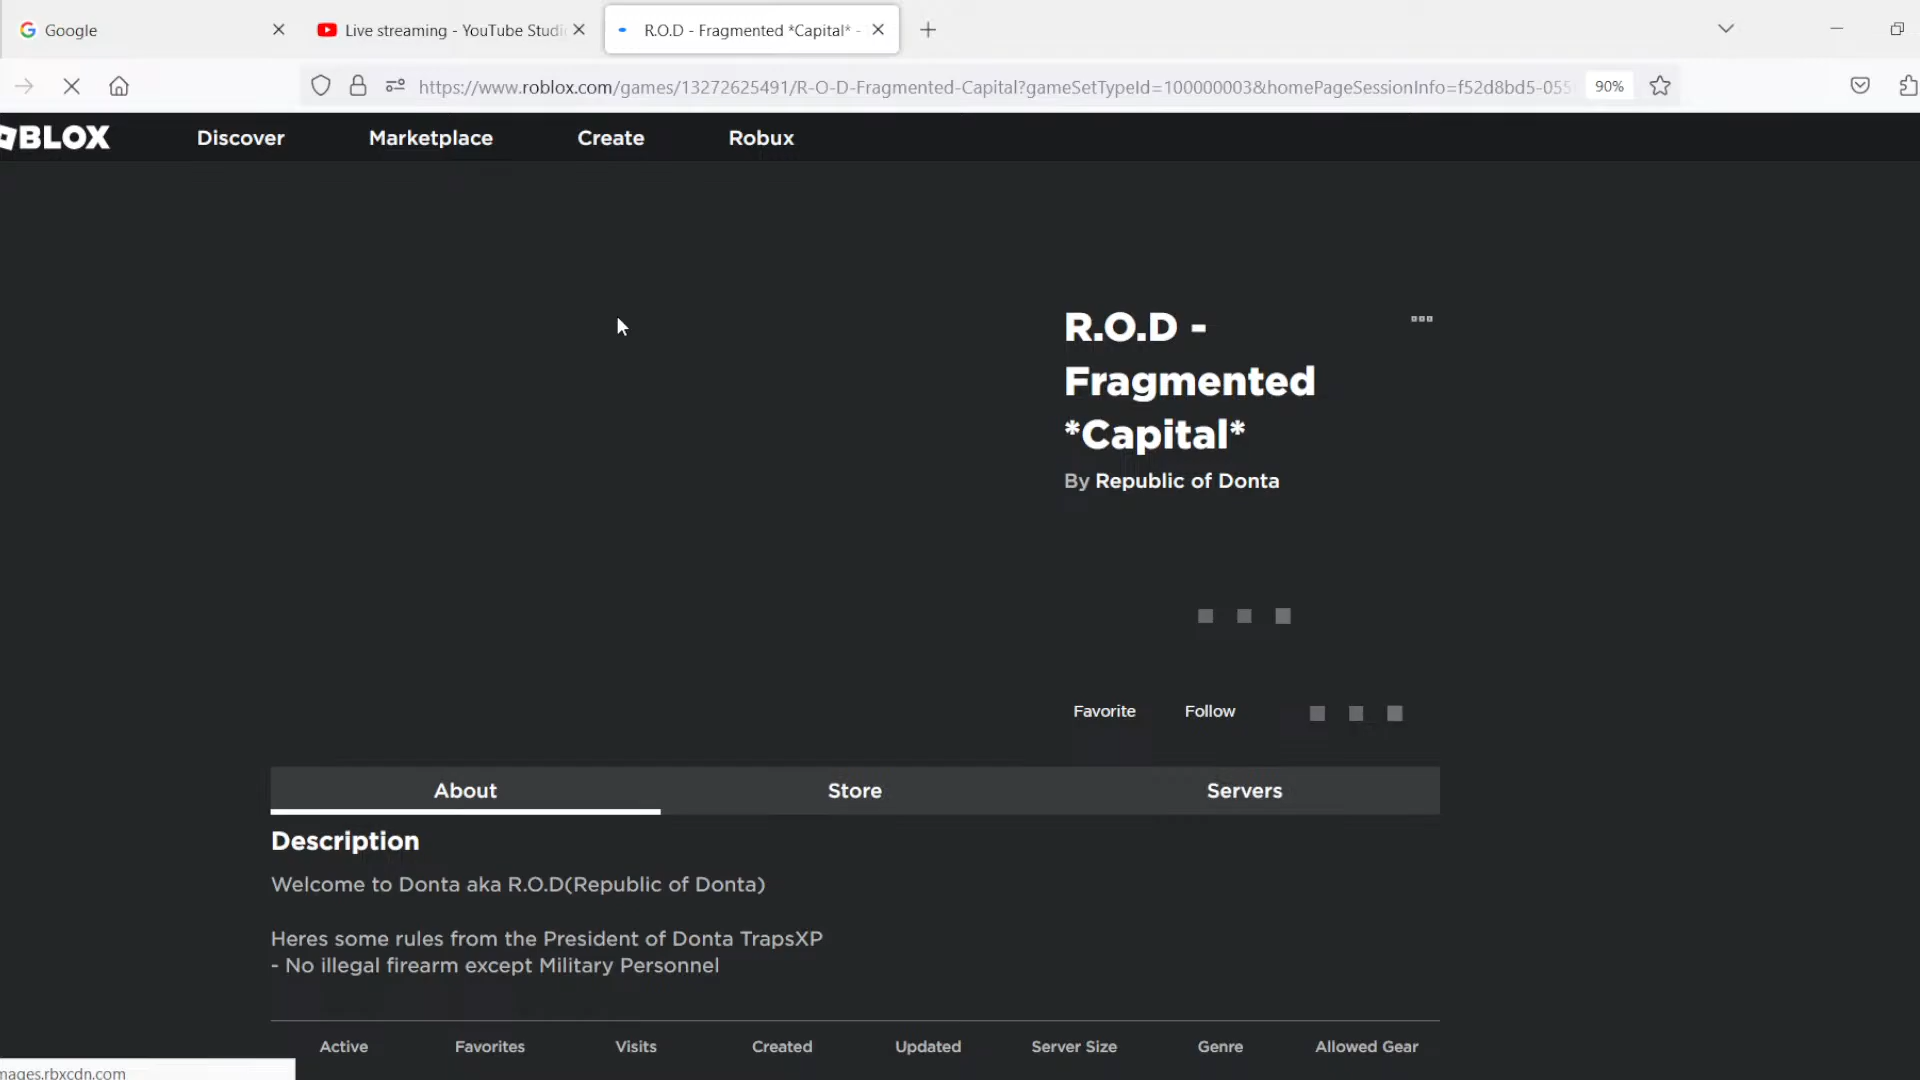 Google
Live streaming - YouTube Studi
R.O.D - Fragmented *Capital* -
https://www.roblox.com/games/13272625491/R-O-D-Fragmented-Capital?gameSetTypeId=100000003&homePageSessionInfo=f52d8bd5-055
90%
BLOX
Discover
Marketplace
Create
Robux
R.O.D -
Fragmented
*Capital*
By Republic of Donta
Favorite
Follow
About
Store
Servers
Description
Welcome to Donta aka R.O.D(Republic of Donta)
Heres some rules from the President of Donta TrapsXP
- No illegal firearm except Military Personnel
Active
Favorites
Visits
Created
Updated
Server Size
Genre
Allowed Gear
mages.rbxcdn.com